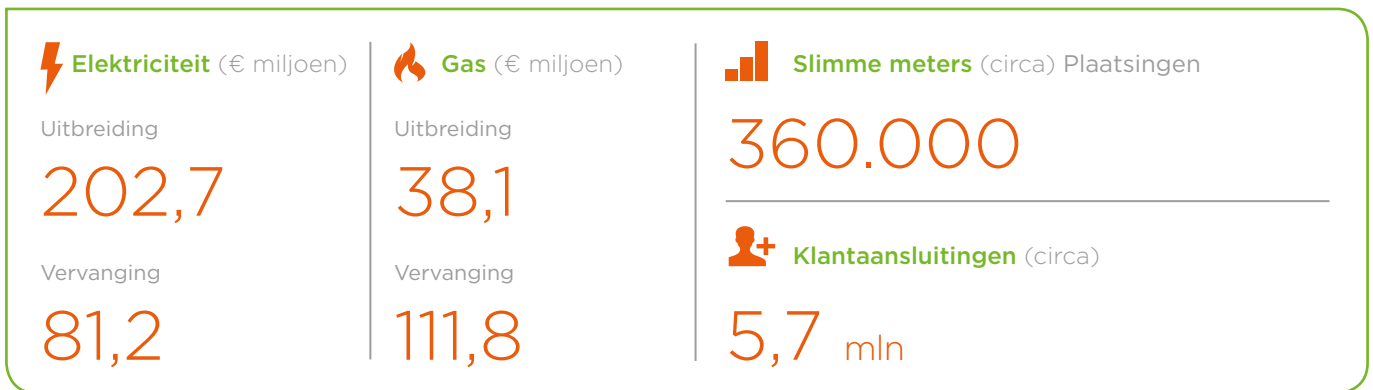 Elektriciteit (€ miljoen)
Uitbreiding
202,7
Vervanging
81,2
Gas (€ miljoen)
Uitbreiding
38,1
Vervanging
111,8
Slimme meters (circa) Plaatsingen
360.000
Klantaansluitingen (circa)
5,7 mln